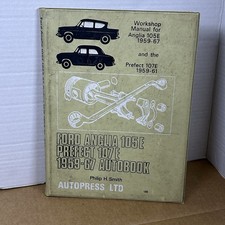 Workshop
Manual for
Anglia 105E
1959-67
and the
Prefect 107E
1959-61
FORD ANGLIA 105E
PREFECT 107E
1959-67 AUTOBOOK
Philip H Smith
AUTOPRESS LTD